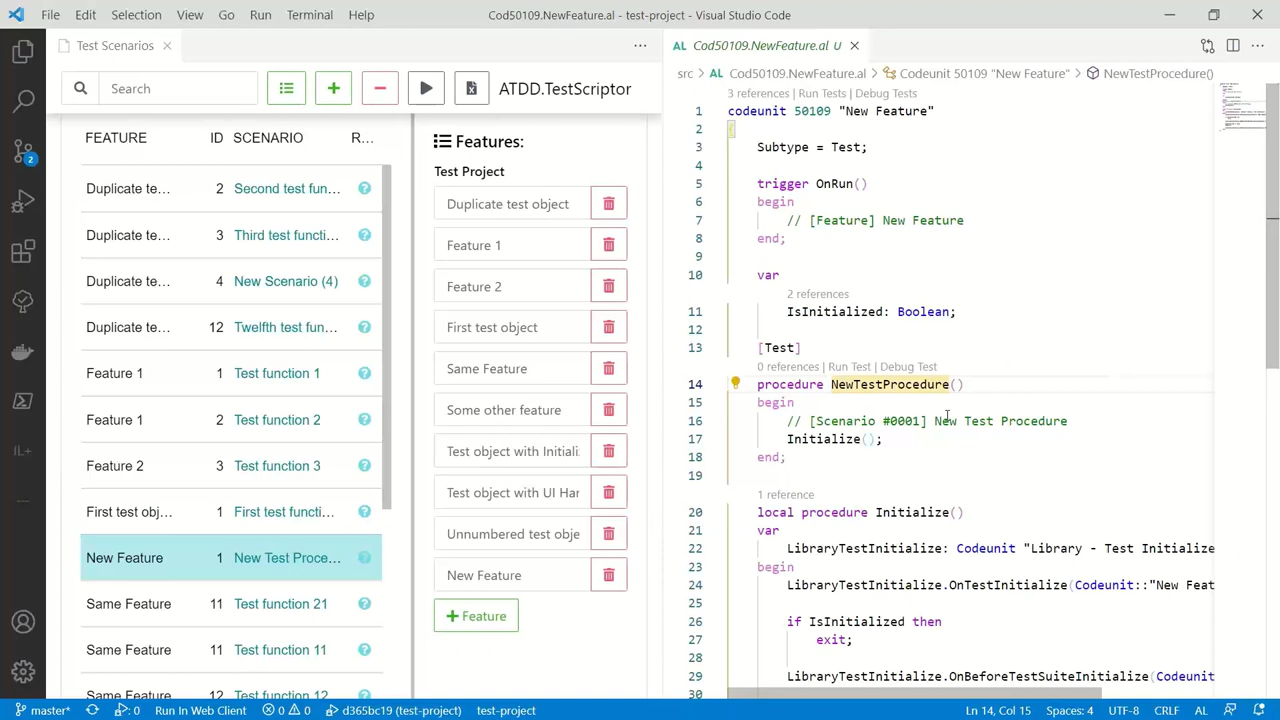 File Edit Selection View Go Run Terminal Help
Cod50109.NewFeature.al - test-project - Visual Studio Code
Test Scenarios
Search
ATDD.TestScriptor
FEATURE ID SCENARIO R...
Duplicate te... 2 Second test fun...
Duplicate te... 3 Third test functi...
Duplicate te... 4 New Scenario (4)
Duplicate te... 12 Twelfth test fun...
Feature 1 1 Test function 1
Feature 1 2 Test function 2
Feature 2 3 Test function 3
First test obj... 1 First test functi...
New Feature 1 New Test Proce...
Same Feature 11 Test function 21
Same Feature 11 Test function 11
Same Feature 12 Test function 12
Features:
Test Project
Duplicate test object
Feature 1
Feature 2
First test object
Same Feature
Some other feature
Test object with Initiali
Test object with UI Har
Unnumbered test obje
New Feature
+ Feature
AL Cod50109.NewFeature.al U
src > AL Cod50109.NewFeature.al > Codeunit 50109 "New Feature" > NewTestProcedure()
3 references | Run Tests | Debug Tests
1 codeunit 50109 "New Feature"
2 {
3 Subtype = Test;
4
5 trigger OnRun()
6 begin
7 // [Feature] New Feature
8 end;
9
10 var
2 references
11 IsInitialized: Boolean;
12
13 [Test]
0 references | Run Test | Debug Test
14 procedure NewTestProcedure()
15 begin
16 // [Scenario #0001] New Test Procedure
17 Initialize();
18 end;
19
1 reference
20 local procedure Initialize()
21 var
22 LibraryTestInitialize: Codeunit "Library - Test Initialize
23 begin
24 LibraryTestInitialize.OnTestInitialize(Codeunit::"New Feat
25
26 if IsInitialized then
27 exit;
28
29 LibraryTestInitialize.OnBeforeTestSuiteInitialize(Codeunit
30
2
master* 0 Run In Web Client 0 0 d365bc19 (test-project) test-project
Ln 14, Col 15 Spaces: 4 UTF-8 CRLF AL